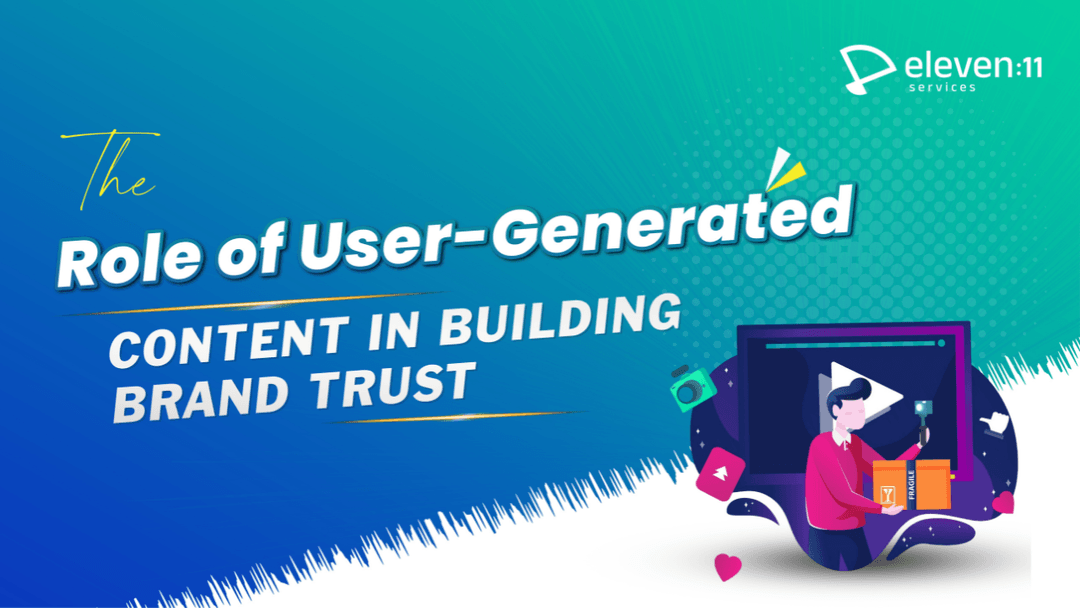 eleven:11
services
The
Role of User-Generated
CONTENT IN BUILDING
BRAND TRUST
FRAGILE